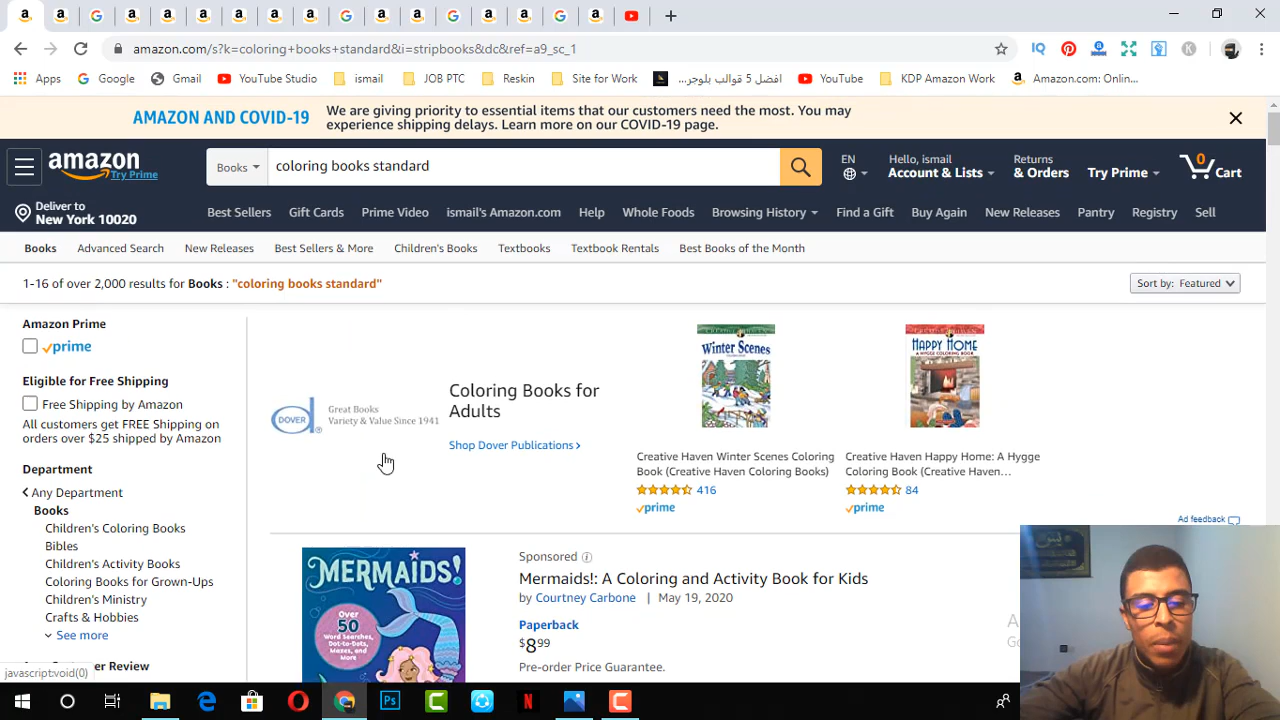 amazon.com/s?k=coloring+books+standard&i=stripbooks&dc&ref=a9_sc_1
Apps Google Gmail YouTube Studio ismail JOB PTC Reskin Site for Work افضل 5 قوالب بلوجر... YouTube KDP Amazon Work Amazon.com: Onlin...
AMAZON AND COVID-19 We are giving priority to essential items that our customers need the most. You may
experience shipping delays. Learn more on our COVID-19 page.
amazon
Try Prime
Books
coloring books standard
EN
Hello, ismail
Account & Lists
Returns
& Orders
Try Prime
0
Cart
Deliver to
New York 10020
Best Sellers Gift Cards Prime Video ismail's Amazon.com Help Whole Foods Browsing History Find a Gift Buy Again New Releases Pantry Registry Sell
Books Advanced Search New Releases Best Sellers & More Children's Books Textbooks Textbook Rentals Best Books of the Month
1-16 of over 2,000 results for Books : "coloring books standard"
Sort by: Featured
Amazon Prime
prime
Eligible for Free Shipping
Free Shipping by Amazon
All customers get FREE Shipping on
orders over $25 shipped by Amazon
Department
Any Department
Books
Children's Coloring Books
Bibles
Children's Activity Books
Coloring Books for Grown-Ups
Children's Ministry
Crafts & Hobbies
See more
Customer Review
javascript:void(0)
DOVER
Great Books
Variety & Value Since 1941
Coloring Books for
Adults
Shop Dover Publications
Winter Scenes
Creative Haven Winter Scenes Coloring
Book (Creative Haven Coloring Books)
416
prime
HAPPY HOME
Creative Haven Happy Home: A Hygge
Coloring Book (Creative Haven...
84
prime
Ad feedback
MERMAIDS!
Over
50
Word Searches,
Dot-to-Dots,
Mazes, and
More
Sponsored
Mermaids!: A Coloring and Activity Book for Kids
by Courtney Carbone | May 19, 2020
Paperback
$8.99
Pre-order Price Guarantee.